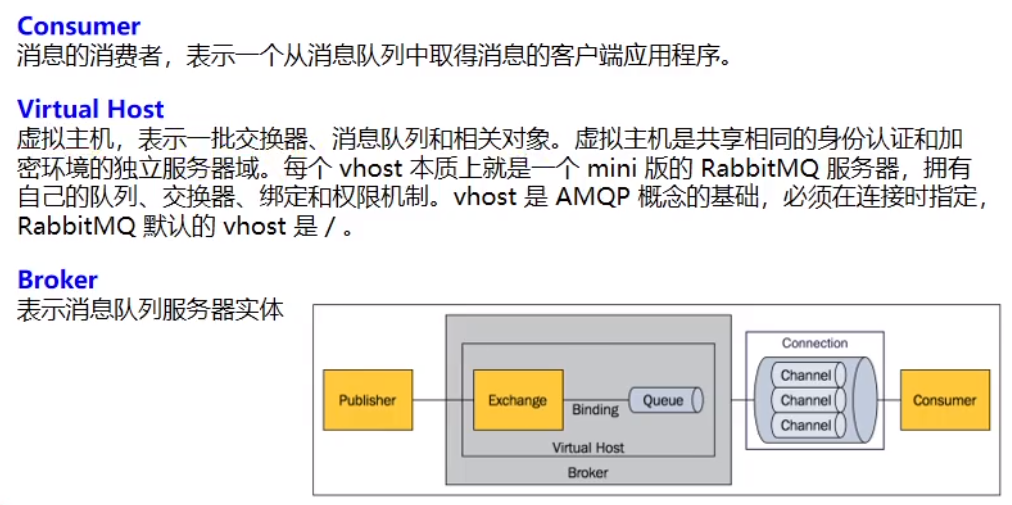 Consumer
消息的消费者，表示一个从消息队列中取得消息的客户端应用程序。
Virtual Host
虚拟主机，表示一批交换器、消息队列和相关对象。虚拟主机是共享相同的身份认证和加
密环境的独立服务器域。每个 vhost 本质上就是一个 mini 版的 RabbitMQ 服务器，拥有
自己的队列、交换器、绑定和权限机制。vhost 是 AMQP 概念的基础，必须在连接时指定，
RabbitMQ 默认的 vhost 是 / 。
Broker
表示消息队列服务器实体
Publisher
Exchange
Binding
Queue
Virtual Host
Broker
Connection
Channel
Channel
Channel
Consumer